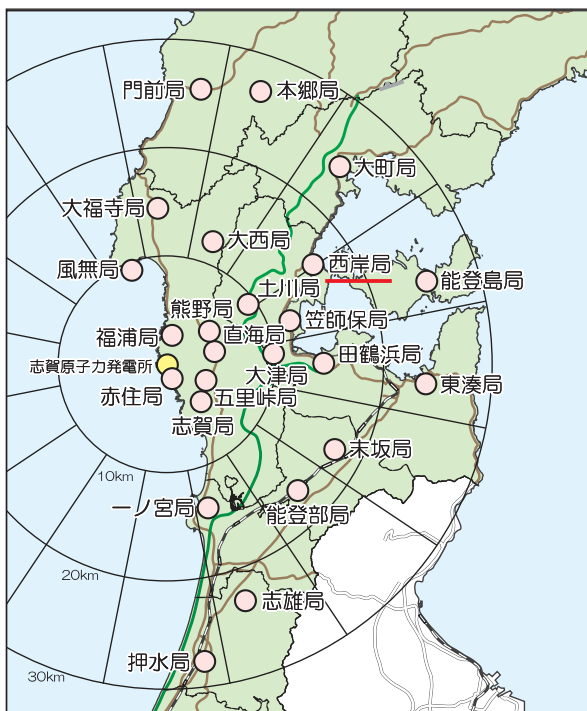 門前局
本郷局
大町局
大福寺局
大西局
風無局
西岸局
能登島局
土川局
熊野局
笠師保局
福浦局
直海局
志賀原子力発電所
大津局
田鶴浜局
赤住局
五里峠局
東湊局
志賀局
末坂局
10km
一ノ宮局
能登部局
20km
志雄局
押水局
30km